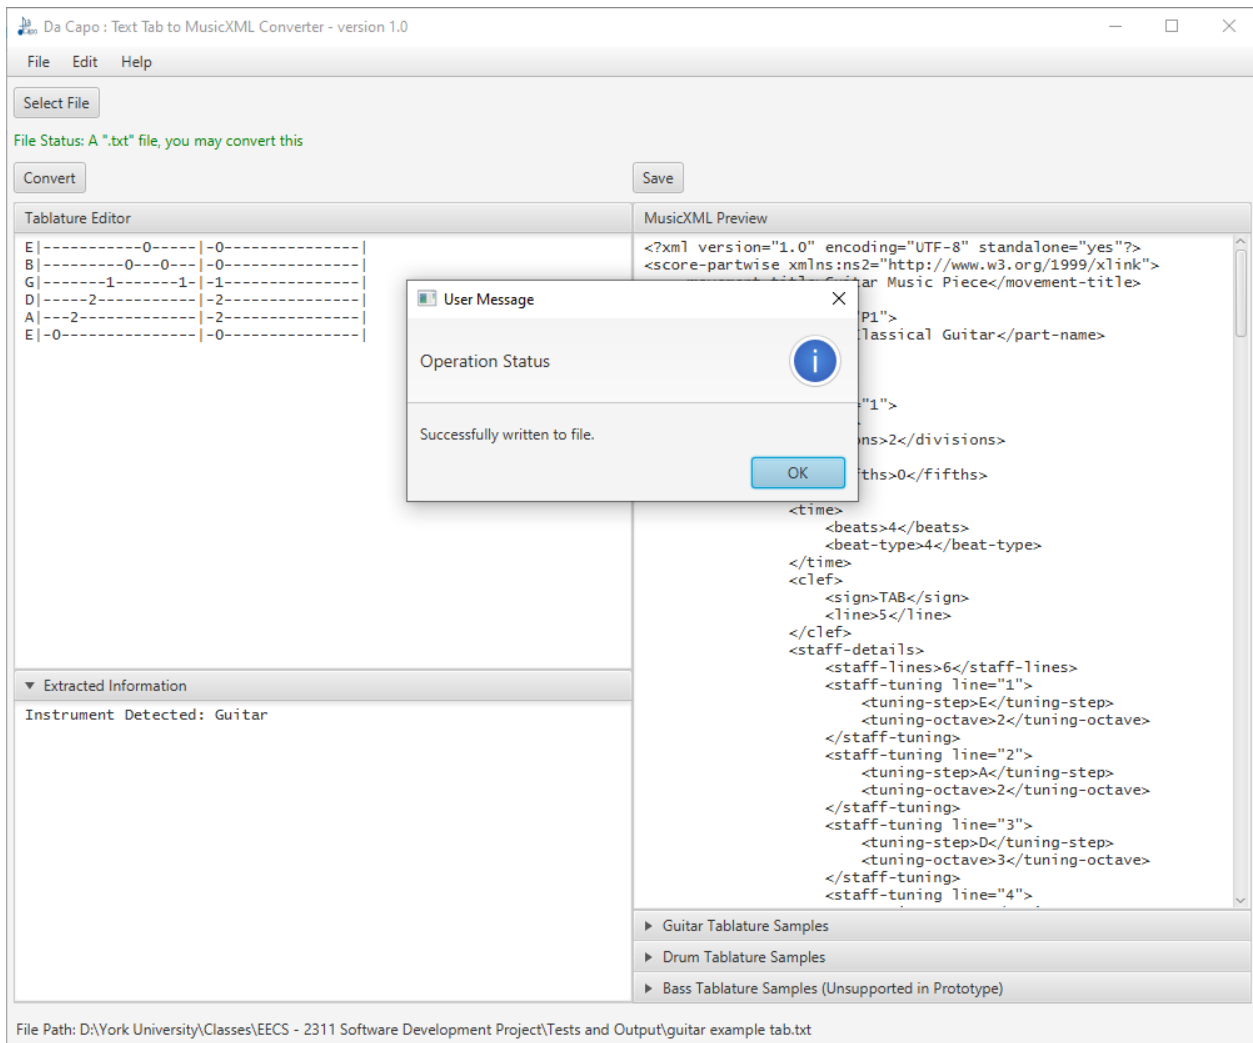 Da Capo : Text Tab to MusicXML Converter - version 1.0
File Edit Help
Select File
File Status: A ".txt" file, you may convert this
Convert
Save
Tablature Editor
E|-----------0-----|-0---------------|
B|---------0---0---|-0---------------|
G|-------1-------1-|-1---------------|
D|-----2-----------|-2---------------|
A|---2-------------|-2---------------|
E|-0---------------|-0---------------|
MusicXML Preview
<?xml version="1.0" encoding="UTF-8" standalone="yes"?>
<score-partwise xmlns:ns2="http://www.w3.org/1999/xlink">
Guitar Music Piece</movement-title>
"P1">
Classical Guitar</part-name>
"1">
ns>2</divisions>
ths>0</fifths>
<time>
<beats>4</beats>
<beat-type>4</beat-type>
</time>
<clef>
<sign>TAB</sign>
<line>5</line>
</clef>
<staff-details>
<staff-lines>6</staff-lines>
<staff-tuning line="1">
<tuning-step>E</tuning-step>
<tuning-octave>2</tuning-octave>
</staff-tuning>
<staff-tuning line="2">
<tuning-step>A</tuning-step>
<tuning-octave>2</tuning-octave>
</staff-tuning>
<staff-tuning line="3">
<tuning-step>D</tuning-step>
<tuning-octave>3</tuning-octave>
</staff-tuning>
<staff-tuning line="4">
User Message
Operation Status
Successfully written to file.
OK
Extracted Information
Instrument Detected: Guitar
Guitar Tablature Samples
Drum Tablature Samples
Bass Tablature Samples (Unsupported in Prototype)
File Path: D:\York University\Classes\EECS - 2311 Software Development Project\Tests and Output\guitar example tab.txt